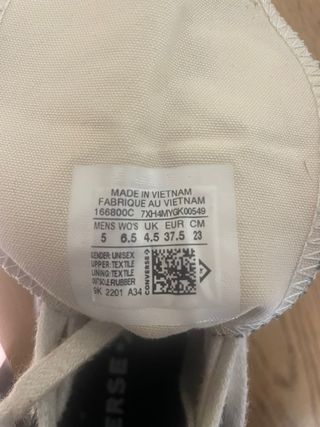 MADE IN VIETNAM
FABRIQUE AU VIETNAM
166800C 7XH4MYGK00549
MENS WO'S UK EUR CM
5 6.5 4.5 37.5 23
GENDER: UNISEX
UPPER: TEXTILE
LINING: TEXTILE
OUTSOLE: RUBBER
9K 2201 A34
CONVERSE
ERSE